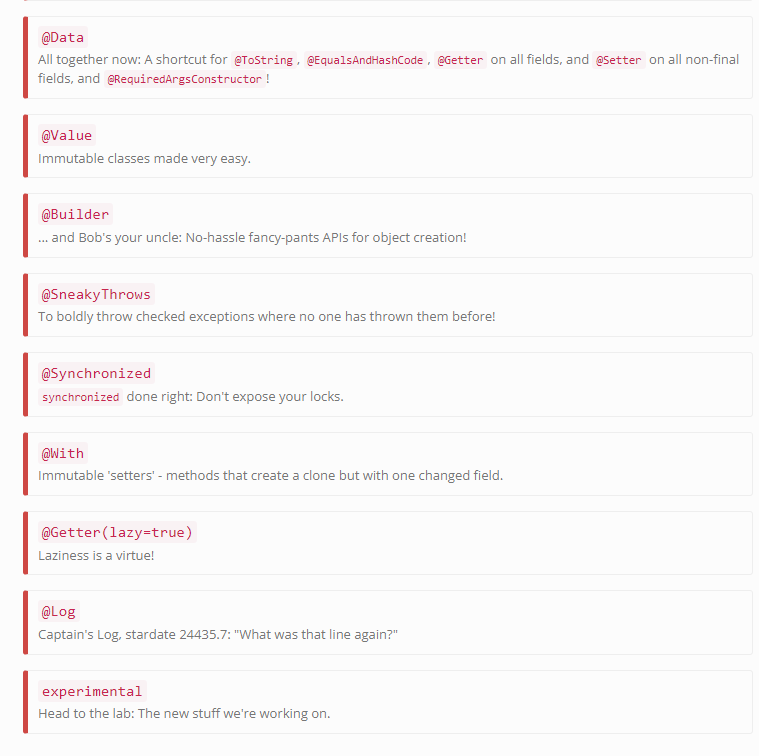 @Data
All together now: A shortcut for @ToString, @EqualsAndHashCode, @Getter on all fields, and @Setter on all non-final
fields, and @RequiredArgsConstructor!
@Value
Immutable classes made very easy.
@Builder
... and Bob's your uncle: No-hassle fancy-pants APIs for object creation!
@SneakyThrows
To boldly throw checked exceptions where no one has thrown them before!
@Synchronized
synchronized done right: Don't expose your locks.
@With
Immutable 'setters' - methods that create a clone but with one changed field.
@Getter(lazy=true)
Laziness is a virtue!
@Log
Captain's Log, stardate 24435.7: "What was that line again?"
experimental
Head to the lab: The new stuff we're working on.